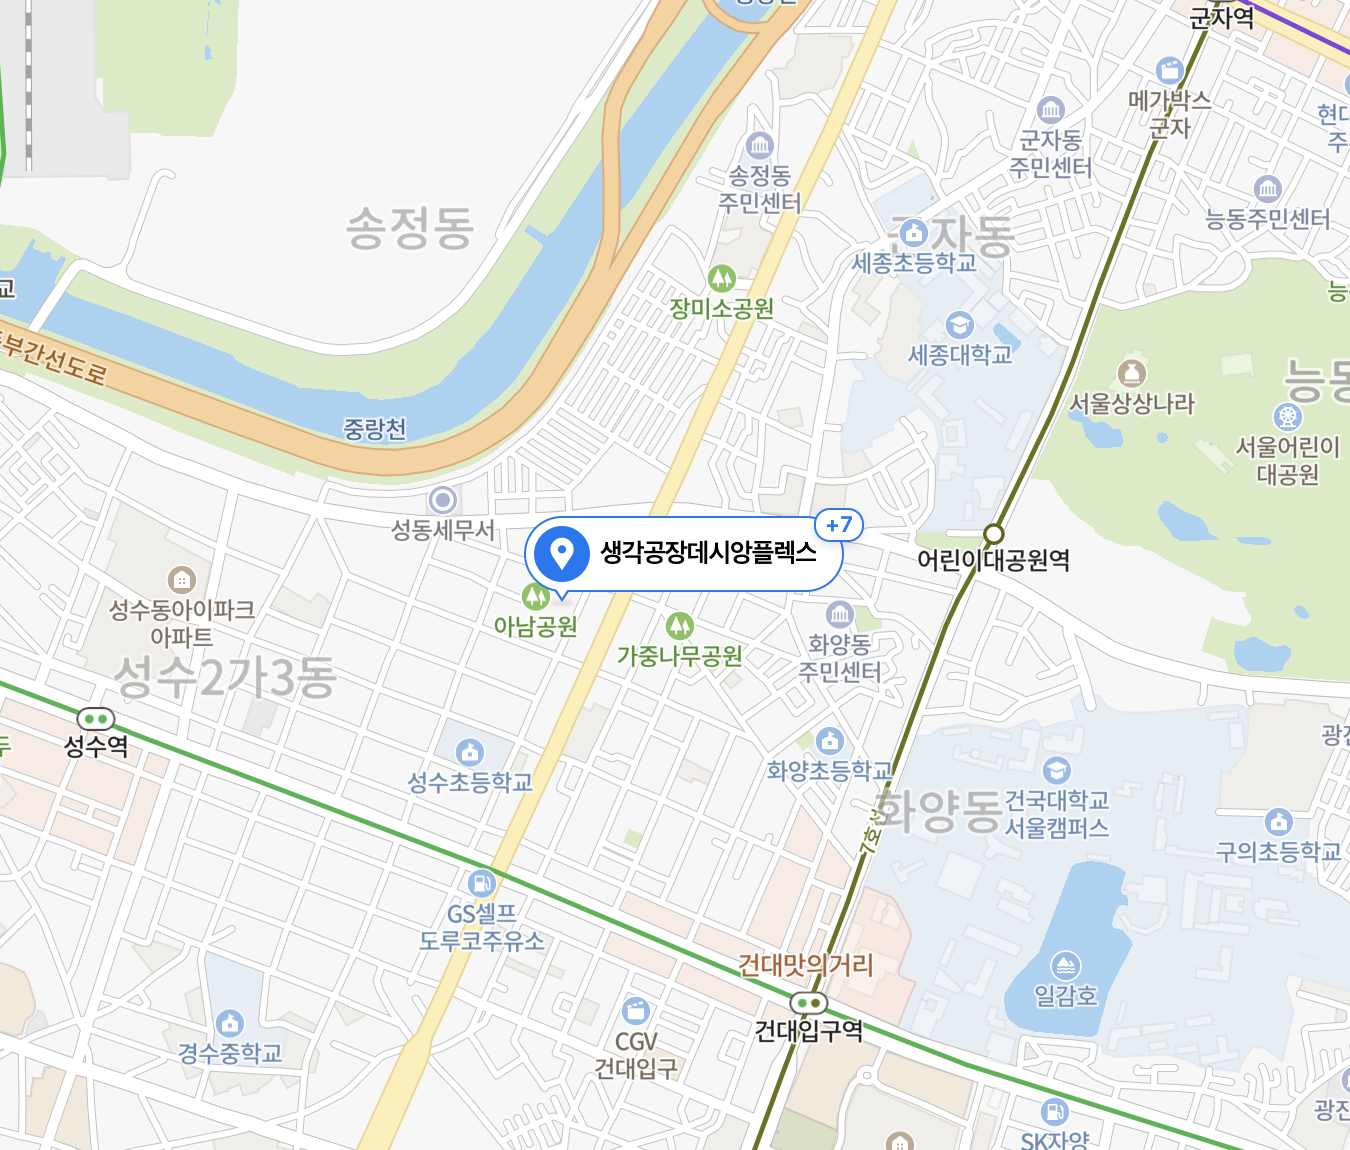 군자역
메가박스
군자
군자동
주민센터
송정동
주민센터
능동주민센터
송정동
군자동
세종초등학교
장미소공원
세종대학교
서울상상나라
서울어린이
대공원
부간선도로
중랑천
성동세무서
+7
생각공장데시앙플렉스
어린이대공원역
성수동아이파크
아파트
아남공원
가중나무공원
화양동
주민센터
성수2가3동
성수역
성수초등학교
화양초등학교
화양동
건국대학교
서울캠퍼스
7호선
구의초등학교
GS셀프
도루코주유소
건대맛의거리
일감호
건대입구역
경수중학교
CGV
건대입구
SK자양